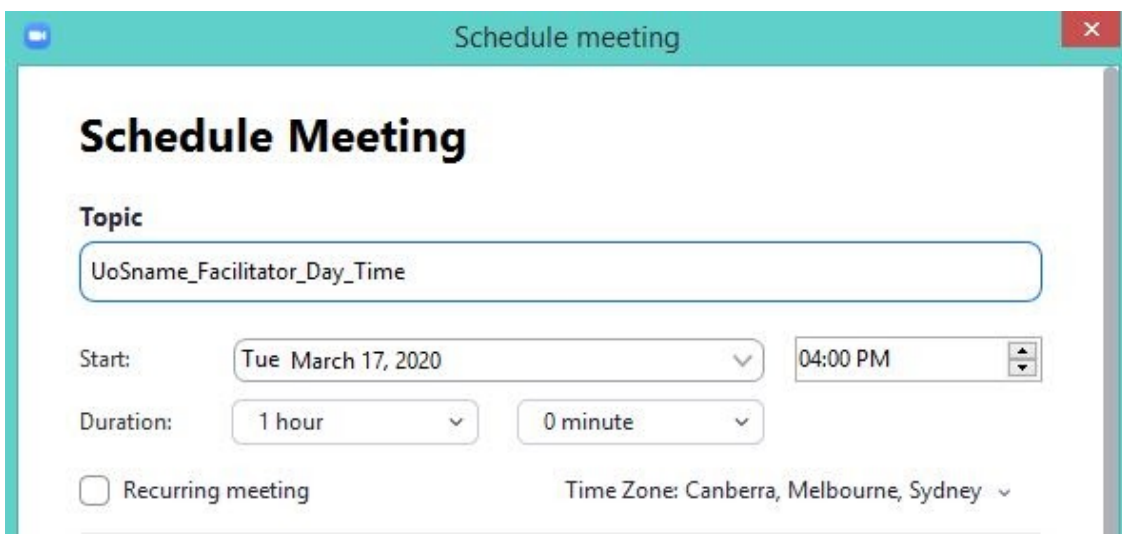 Schedule meeting
Schedule Meeting
Topic
UoSname_Facilitator_Day_Time
Start: Tue March 17, 2020 04:00 PM
Duration: 1 hour 0 minute
Recurring meeting Time Zone: Canberra, Melbourne, Sydney